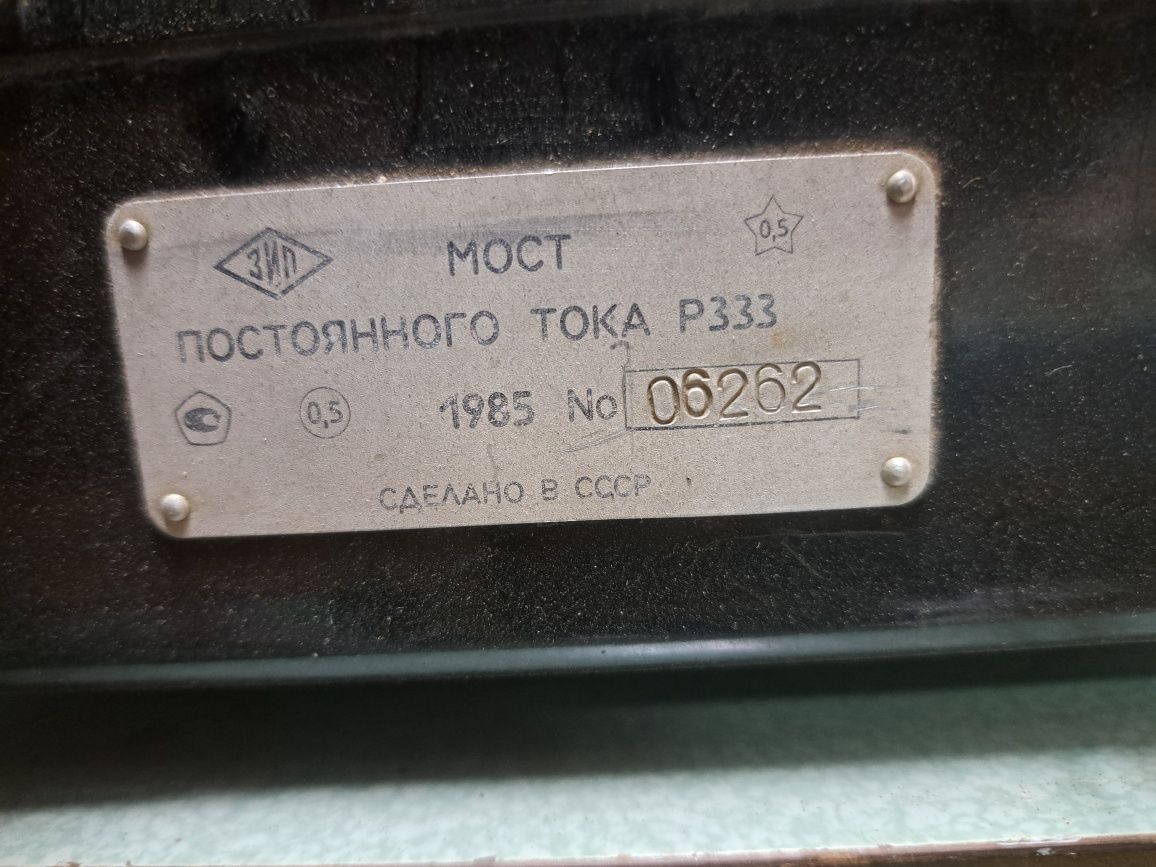 ЗИП МОСТ 0,5
ПОСТОЯННОГО ТОКА Р333
0,5 1985 No 06262
СДЕЛАНО В СССР